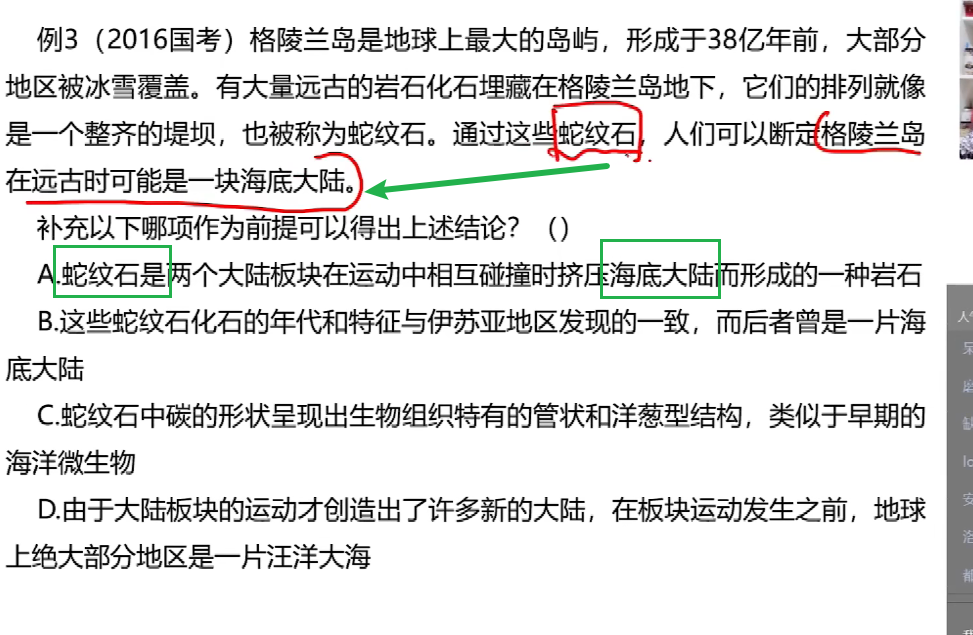 例3（2016国考）格陵兰岛是地球上最大的岛屿，形成于38亿年前，大部分
地区被冰雪覆盖。有大量远古的岩石化石埋藏在格陵兰岛地下，它们的排列就像
是一个整齐的堤坝，也被称为蛇纹石。通过这些蛇纹石，人们可以断定格陵兰岛
在远古时可能是一块海底大陆。
补充以下哪项作为前提可以得出上述结论？（）
A.蛇纹石是两个大陆板块在运动中相互碰撞时挤压海底大陆而形成的一种岩石
B.这些蛇纹石化石的年代和特征与伊苏亚地区发现的一致，而后者曾是一片海
底大陆
C.蛇纹石中碳的形状呈现出生物组织特有的管状和洋葱型结构，类似于早期的
海洋微生物
D.由于大陆板块的运动才创造出了许多新的大陆，在板块运动发生之前，地球
上绝大部分地区是一片汪洋大海